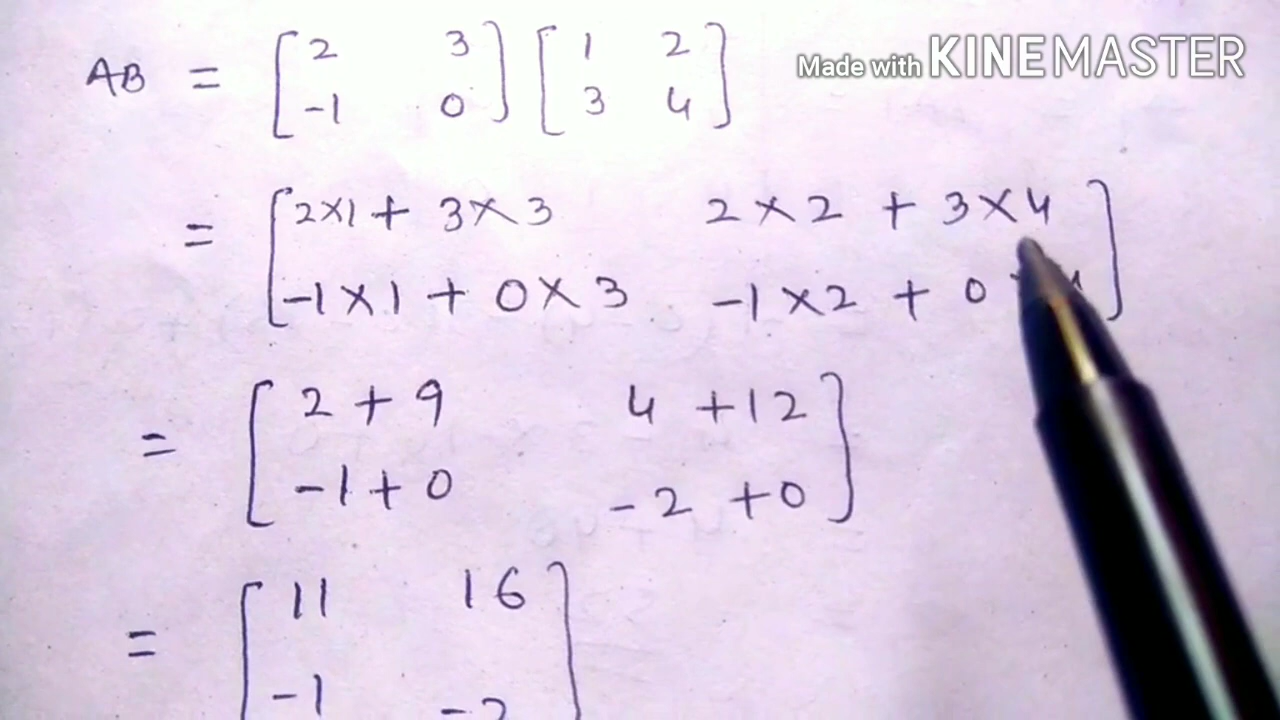 AB = [ 2 3 ] [ 1 2 ]
[ -1 0 ] [ 3 4 ]
Made with KINEMASTER
= [ 2×1 + 3×3 2×2 + 3×4 ]
[ -1×1 + 0×3 -1×2 + 0 ]
= [ 2+9 4 +12 ]
[ -1+0 -2 +0 ]
= [ 11 16 ]
[ -1 -2 ]